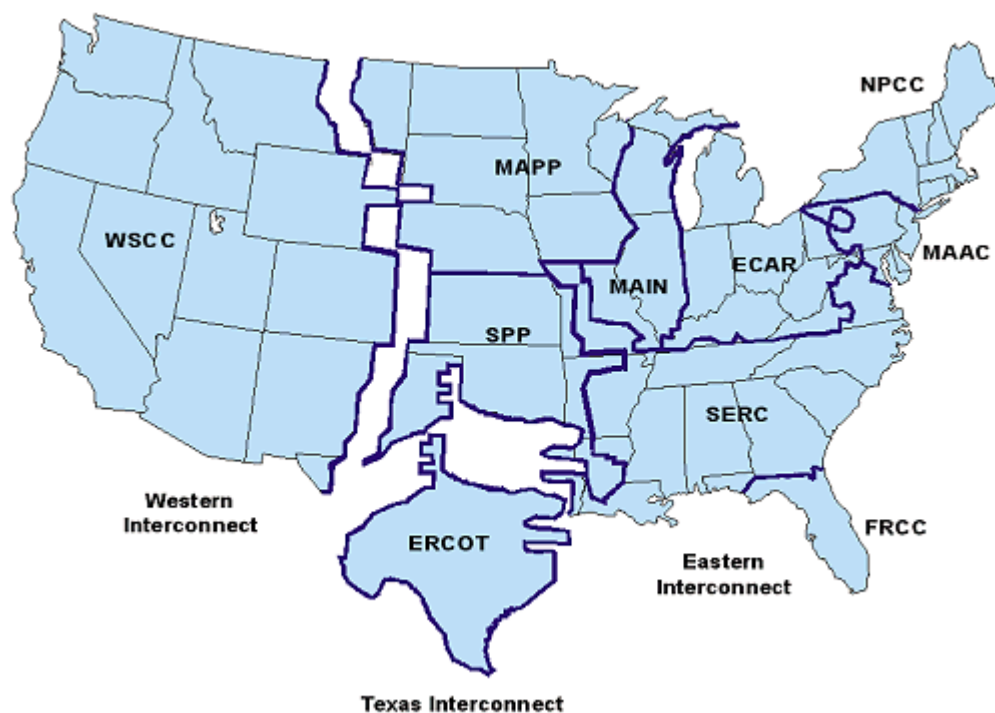 NPCC
MAPP
WSCC
MAAC
ECAR
MAIN
SPP
SERC
Western
Interconnect
ERCOT
FRCC
Eastern
Interconnect
Texas Interconnect